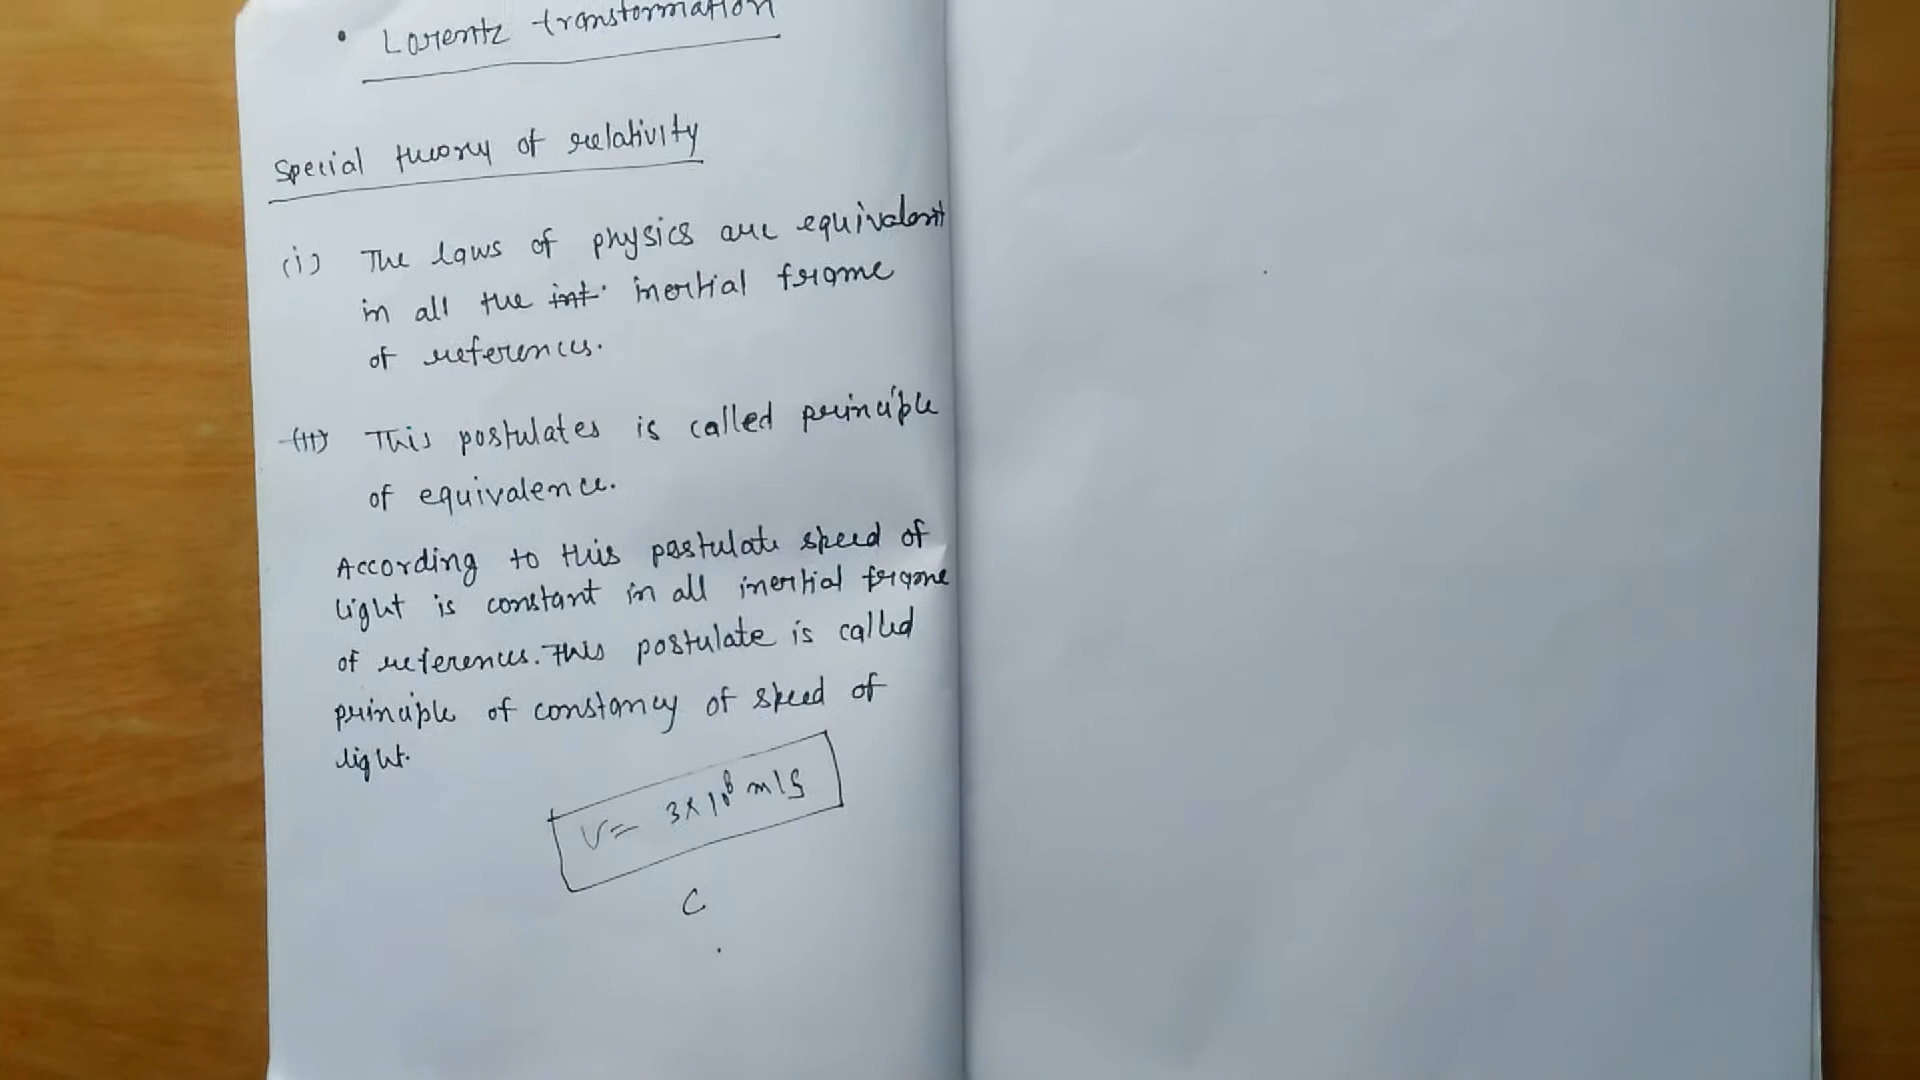 • Lorentz transformation
Special theory of relativity
(i) The laws of physics are equivalent
in all the int. inertial frame
of references.
(ii) This postulates is called principle
of equivalence.
According to this postulate speed of
light is constant in all inertial frame
of references. This postulate is called
principle of constancy of speed of
light.
V= 3×10⁸ m/s
C